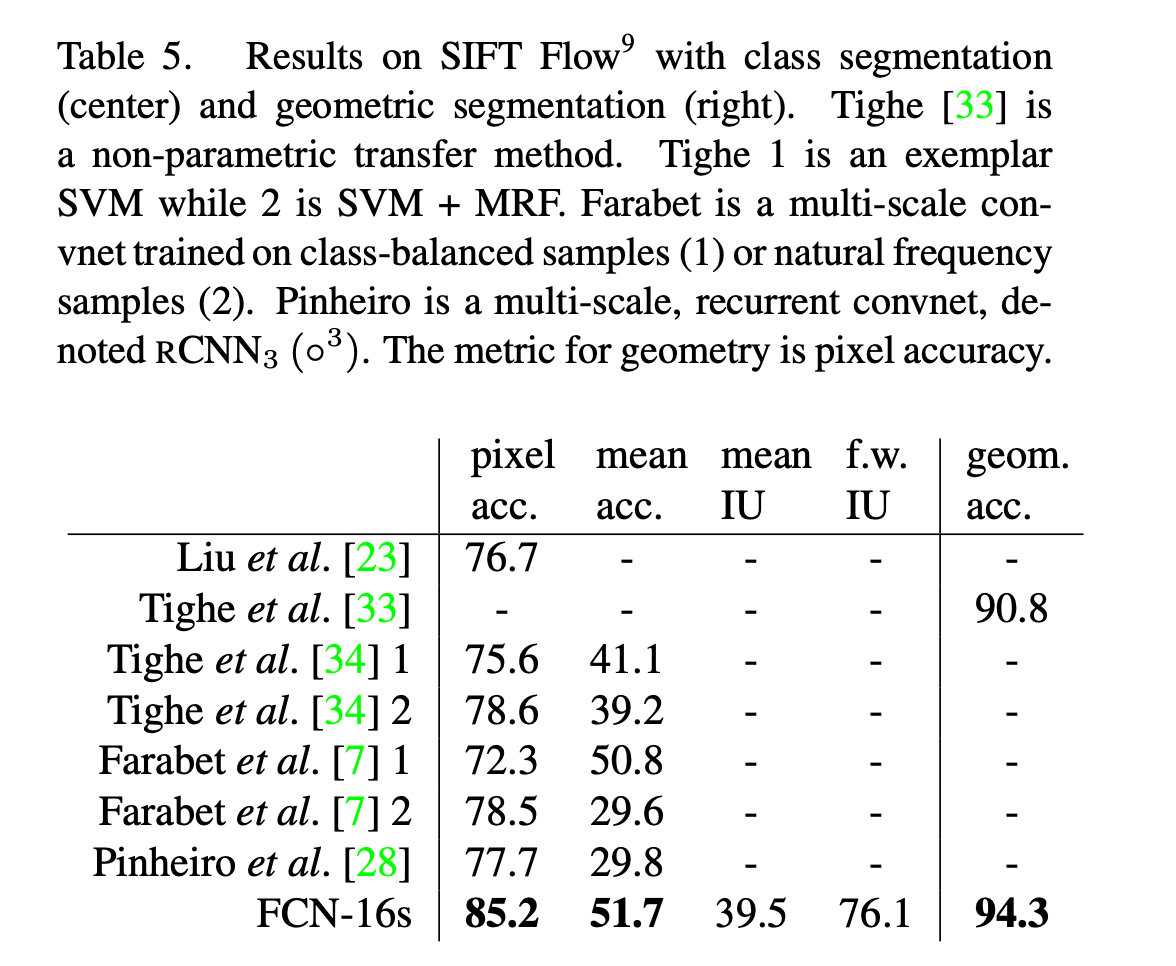 Table 5. Results on SIFT Flow⁹ with class segmentation
(center) and geometric segmentation (right). Tighe [33] is
a non-parametric transfer method. Tighe 1 is an exemplar
SVM while 2 is SVM + MRF. Farabet is a multi-scale con-
vnet trained on class-balanced samples (1) or natural frequency
samples (2). Pinheiro is a multi-scale, recurrent convnet, de-
noted RCNN₃ (∘³). The metric for geometry is pixel accuracy.
pixel mean mean f.w. geom.
acc. acc. IU IU acc.
Liu et al. [23] 76.7 - - - -
Tighe et al. [33] - - - - 90.8
Tighe et al. [34] 1 75.6 41.1 - - -
Tighe et al. [34] 2 78.6 39.2 - - -
Farabet et al. [7] 1 72.3 50.8 - - -
Farabet et al. [7] 2 78.5 29.6 - - -
Pinheiro et al. [28] 77.7 29.8 - - -
FCN-16s 85.2 51.7 39.5 76.1 94.3